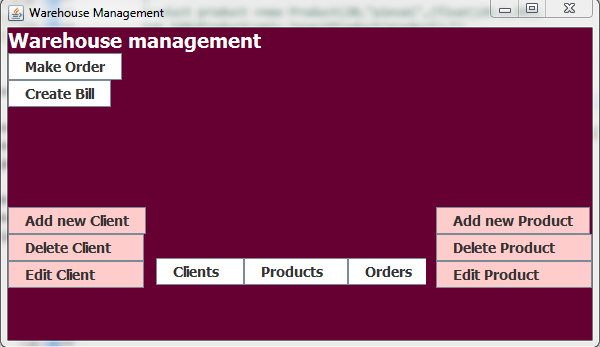 Warehouse Management
Warehouse management
Make Order
Create Bill
Add new Client
Add new Product
Delete Client
Delete Product
Edit Client
Clients
Products
Orders
Edit Product